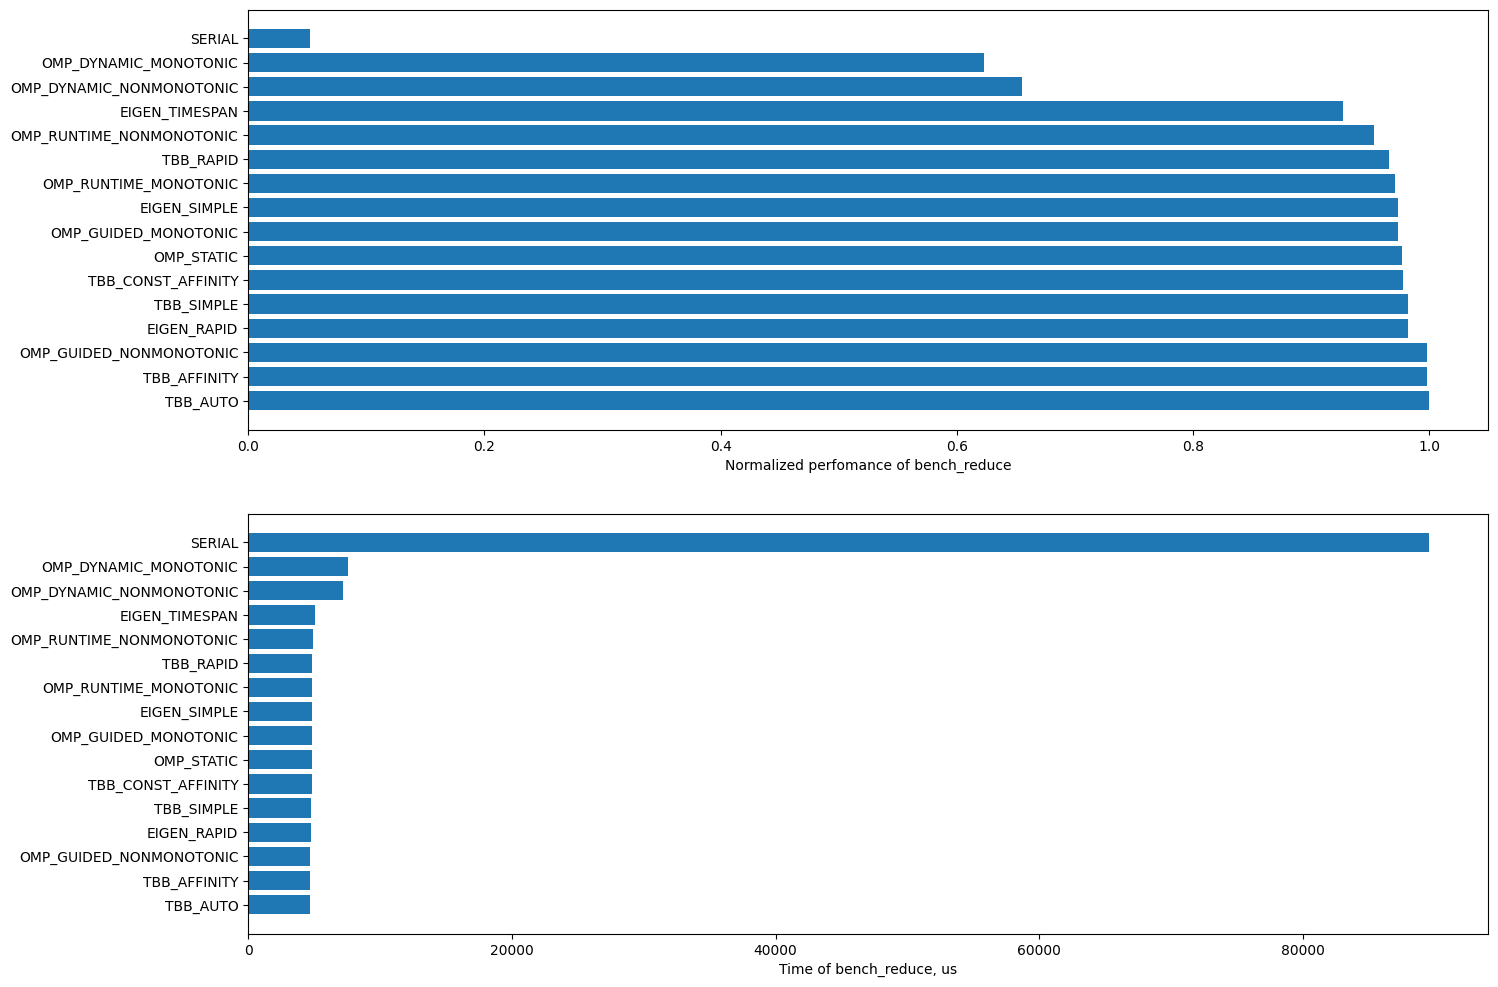 SERIAL
OMP_DYNAMIC_MONOTONIC
OMP_DYNAMIC_NONMONOTONIC
EIGEN_TIMESPAN
OMP_RUNTIME_NONMONOTONIC
TBB_RAPID
OMP_RUNTIME_MONOTONIC
EIGEN_SIMPLE
OMP_GUIDED_MONOTONIC
OMP_STATIC
TBB_CONST_AFFINITY
TBB_SIMPLE
EIGEN_RAPID
OMP_GUIDED_NONMONOTONIC
TBB_AFFINITY
TBB_AUTO
0.0 0.2 0.4 0.6 0.8 1.0
Normalized perfomance of bench_reduce
SERIAL
OMP_DYNAMIC_MONOTONIC
OMP_DYNAMIC_NONMONOTONIC
EIGEN_TIMESPAN
OMP_RUNTIME_NONMONOTONIC
TBB_RAPID
OMP_RUNTIME_MONOTONIC
EIGEN_SIMPLE
OMP_GUIDED_MONOTONIC
OMP_STATIC
TBB_CONST_AFFINITY
TBB_SIMPLE
EIGEN_RAPID
OMP_GUIDED_NONMONOTONIC
TBB_AFFINITY
TBB_AUTO
0 20000 40000 60000 80000
Time of bench_reduce, us